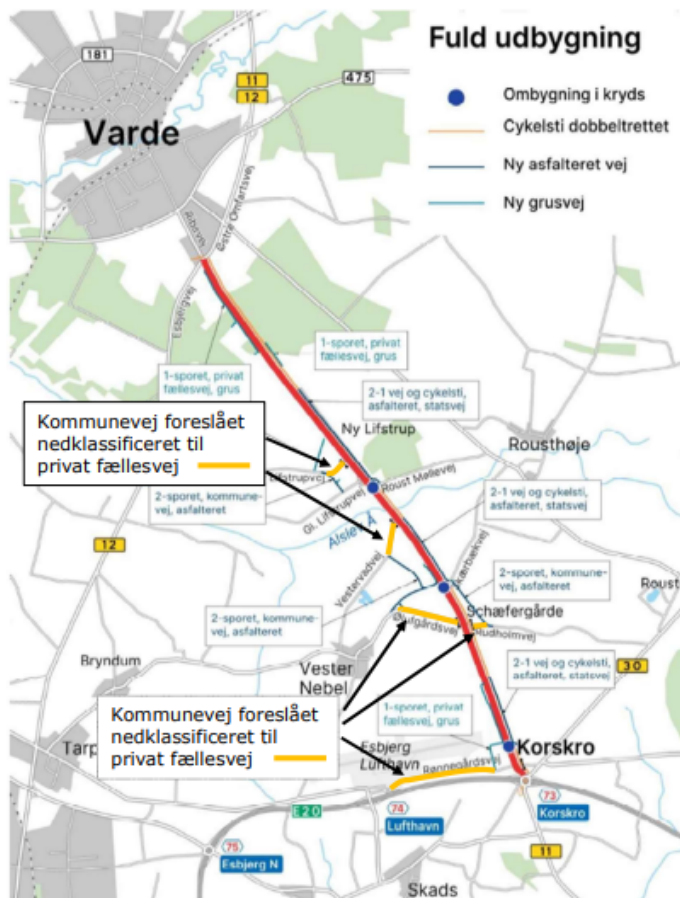 Fuld udbygning
Ombygning i kryds
Cykelsti dobbeltrettet
Ny asfalteret vej
Ny grusvej
181
11
12
475
Varde
Østre Omfartsvej
Esbjergvej
1-sporet, privat
fællesvej, grus
1-sporet, privat
fællesvej, grus
2-1 vej og cykelsti,
asfalteret, statsvej
Kommunevej foreslået
nedklassificeret til
privat fællesvej
Ny Lifstrup
Rousthøje
Lifstrupvej
Roust Møllevej
2-sporet, kommune-
vej, asfalteret
Gl. Lifstrupvej
2-1 vej og cykelsti,
asfalteret, statsvej
Alslev Å
12
Vestervadvej
Kærbækvej
2-sporet, kommune-
vej, asfalteret
2-sporet, kommune-
vej, asfalteret
Schæfergårde
Roust
Olufgårdsvej
Rudholmvej
Bryndum
Vester
Nebel
2-1 vej og cykelsti,
asfalteret, statsvej
30
Kommunevej foreslået
nedklassificeret til
privat fællesvej
1-sporet, privat
fællesvej, grus
Tarp
Esbjerg
Lufthavn
Korskro
Rønnegårdsvej
E20
74
Lufthavn
73
Korskro
75
Esbjerg N
11
Skads